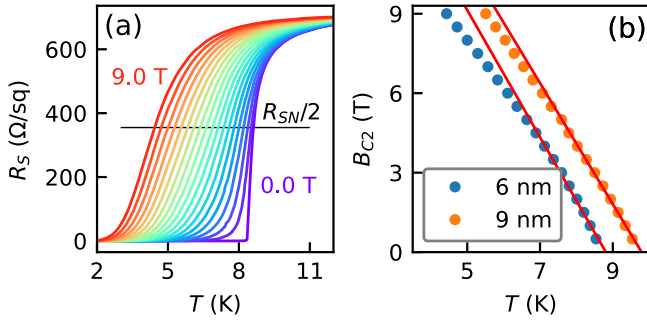 (a)
9.0 T
R_SN/2
0.0 T
R_S (Ω/sq)
600
400
200
0
2
5
8
11
T (K)
(b)
B_C2 (T)
9
6
3
0
6 nm
9 nm
5
7
9
T (K)